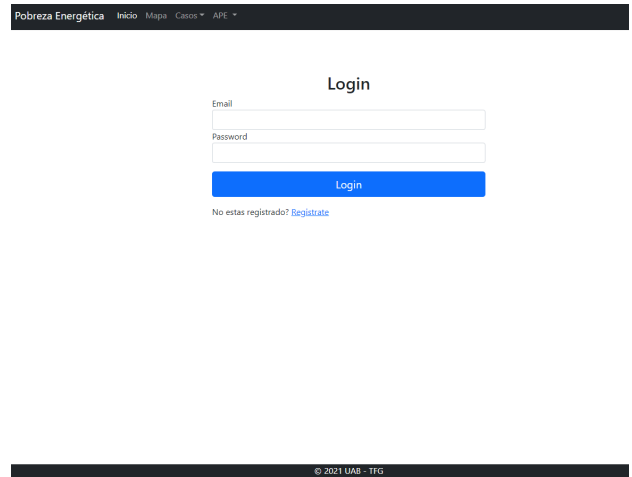 Pobreza Energética Inicio Mapa Casos APE
Login
Email
Password
Login
No estas registrado? Registrate
© 2021 UAB - TFG